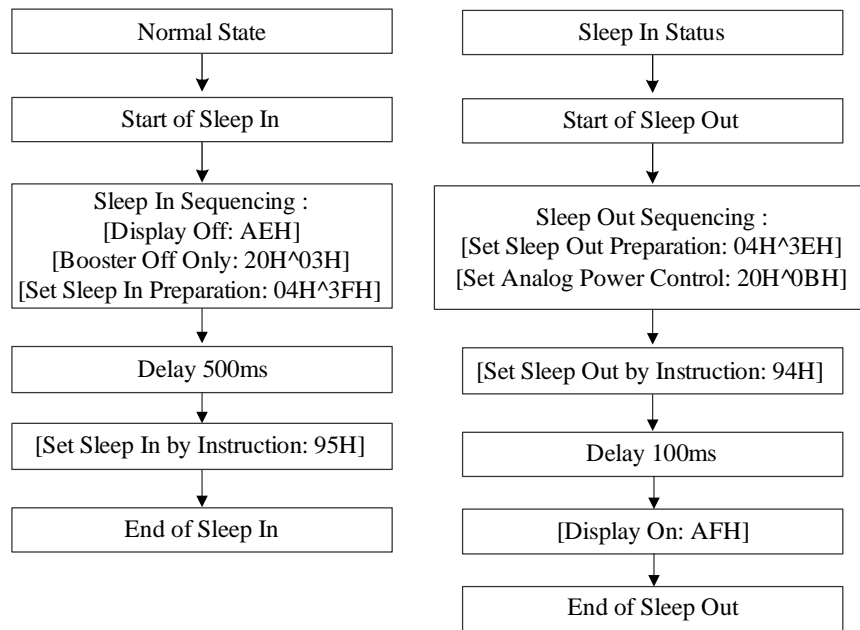 Normal State
Start of Sleep In
Sleep In Sequencing :
[Display Off: AEH]
[Booster Off Only: 20H^03H]
[Set Sleep In Preparation: 04H^3FH]
Delay 500ms
[Set Sleep In by Instruction: 95H]
End of Sleep In
Sleep In Status
Start of Sleep Out
Sleep Out Sequencing :
[Set Sleep Out Preparation: 04H^3EH]
[Set Analog Power Control: 20H^0BH]
[Set Sleep Out by Instruction: 94H]
Delay 100ms
[Display On: AFH]
End of Sleep Out